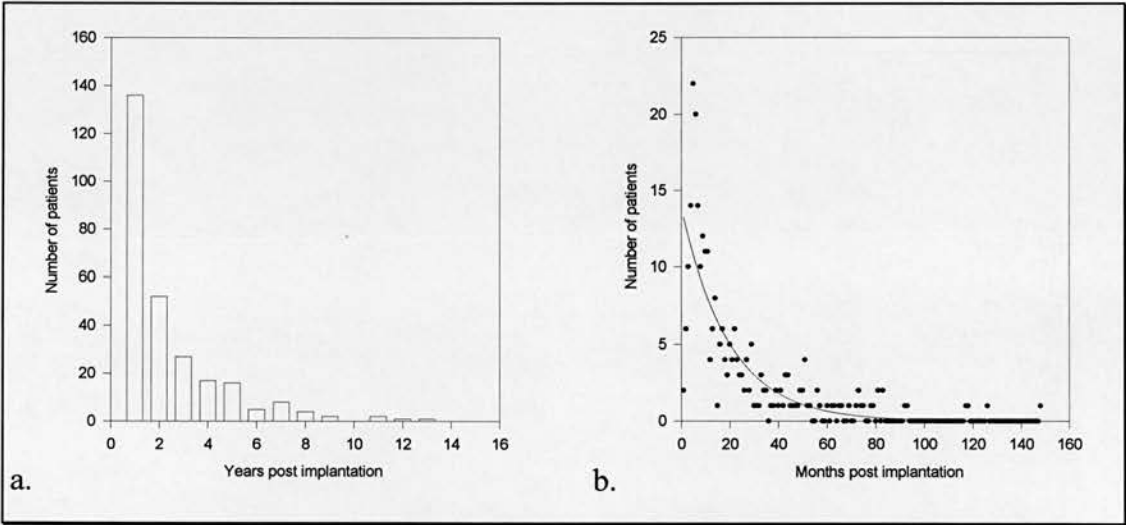 160
140
120
100
80
60
40
20
0
Number of patients
0 2 4 6 8 10 12 14 16
Years post implantation
a.
25
20
15
10
5
0
Number of patients
0 20 40 60 80 100 120 140 160
Months post implantation
b.